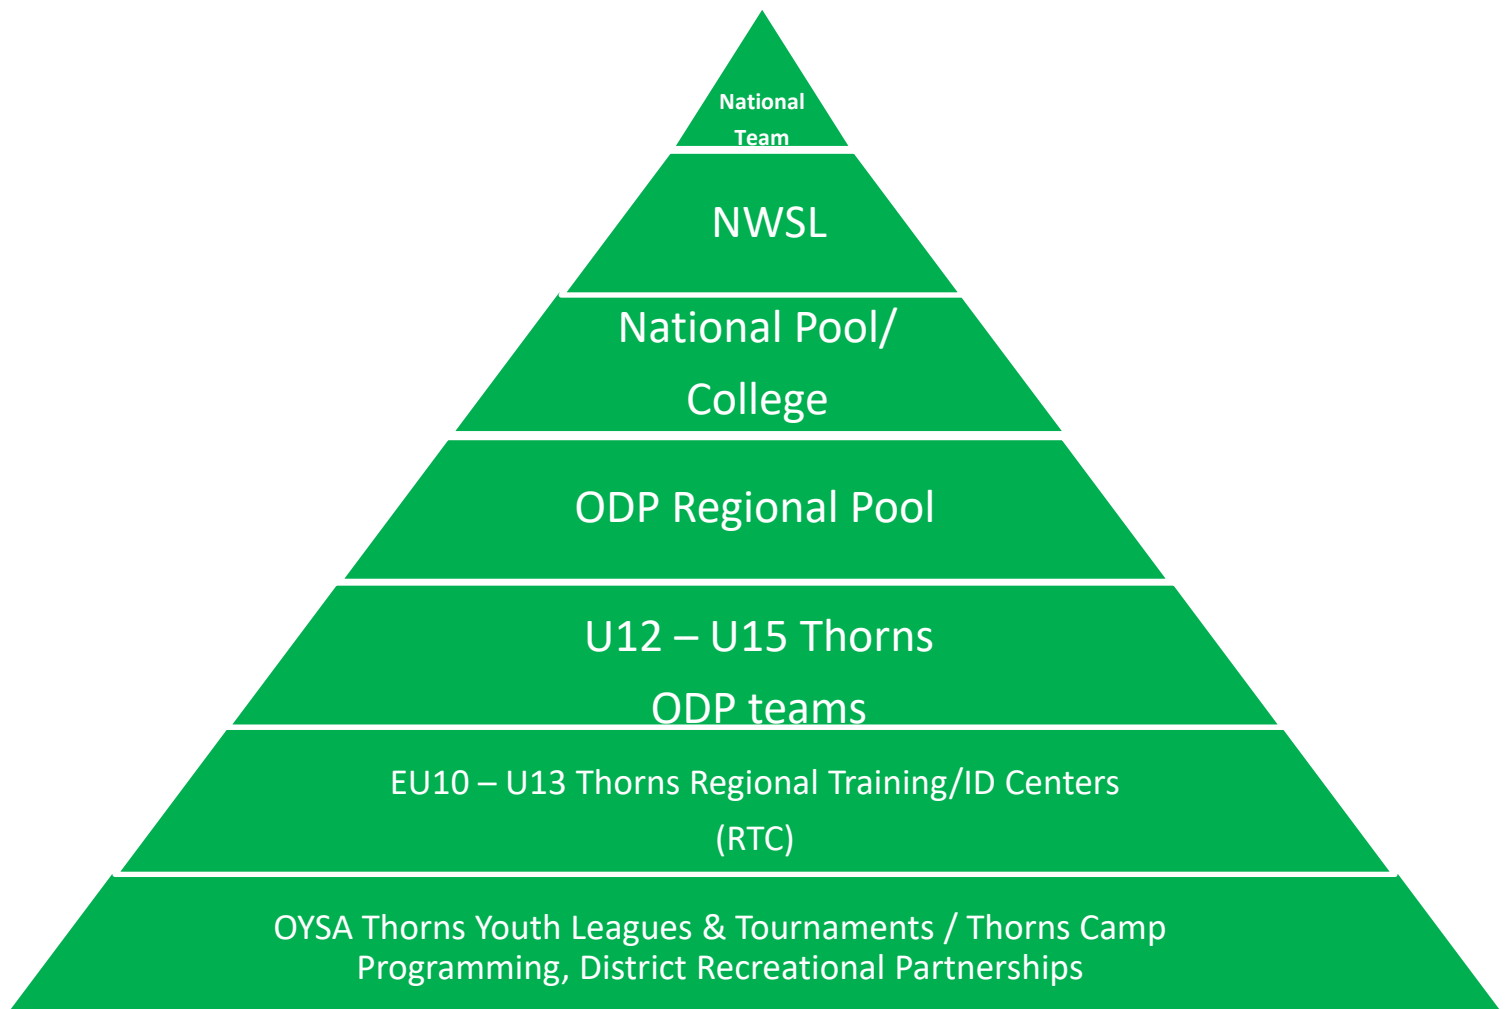 National
Team
NWSL
National Pool/
College
ODP Regional Pool
U12 – U15 Thorns
ODP teams
EU10 – U13 Thorns Regional Training/ID Centers
(RTC)
OYSA Thorns Youth Leagues & Tournaments / Thorns Camp
Programming, District Recreational Partnerships